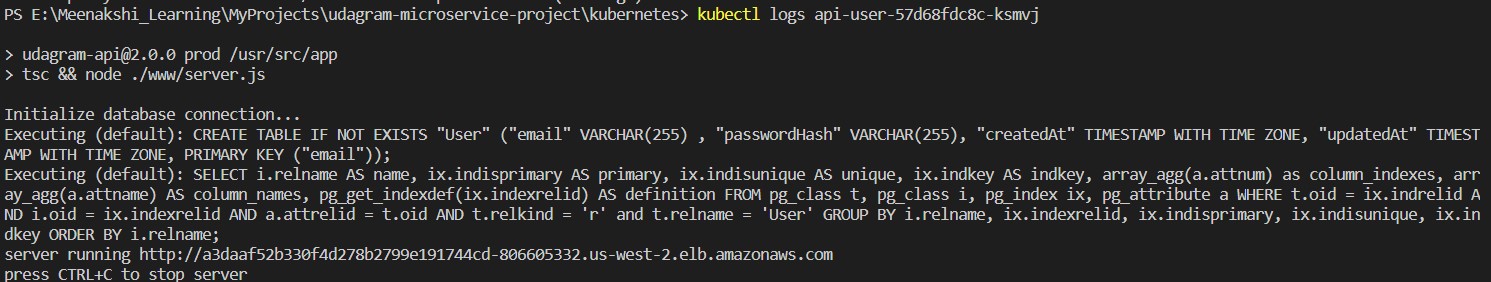 PS E:\Meenakshi_Learning\MyProjects\udagram-microservice-project\kubernetes> kubectl logs api-user-57d68fdc8c-ksmvj
> udagram-api@2.0.0 prod /usr/src/app
> tsc && node ./www/server.js
Initialize database connection...
Executing (default): CREATE TABLE IF NOT EXISTS "User" ("email" VARCHAR(255) , "passwordHash" VARCHAR(255), "createdAt" TIMESTAMP WITH TIME ZONE, "updatedAt" TIMEST
AMP WITH TIME ZONE, PRIMARY KEY ("email"));
Executing (default): SELECT i.relname AS name, ix.indisprimary AS primary, ix.indisunique AS unique, ix.indkey AS indkey, array_agg(a.attnum) as column_indexes, arr
ay_agg(a.attname) AS column_names, pg_get_indexdef(ix.indexrelid) AS definition FROM pg_class t, pg_class i, pg_index ix, pg_attribute a WHERE t.oid = ix.indrelid A
ND i.oid = ix.indexrelid AND a.attrelid = t.oid AND t.relkind = 'r' and t.relname = 'User' GROUP BY i.relname, ix.indexrelid, ix.indisprimary, ix.indisunique, ix.in
dkey ORDER BY i.relname;
server running http://a3daaf52b330f4d278b2799e191744cd-806605332.us-west-2.elb.amazonaws.com
press CTRL+C to stop server